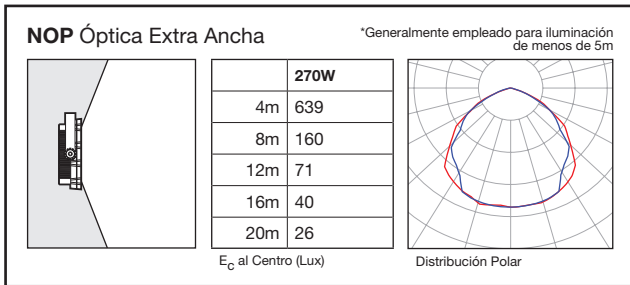 NOP Óptica Extra Ancha
*Generalmente empleado para iluminación
de menos de 5m
270W
4m 639
8m 160
12m 71
16m 40
20m 26
E_C al Centro (Lux)
Distribución Polar